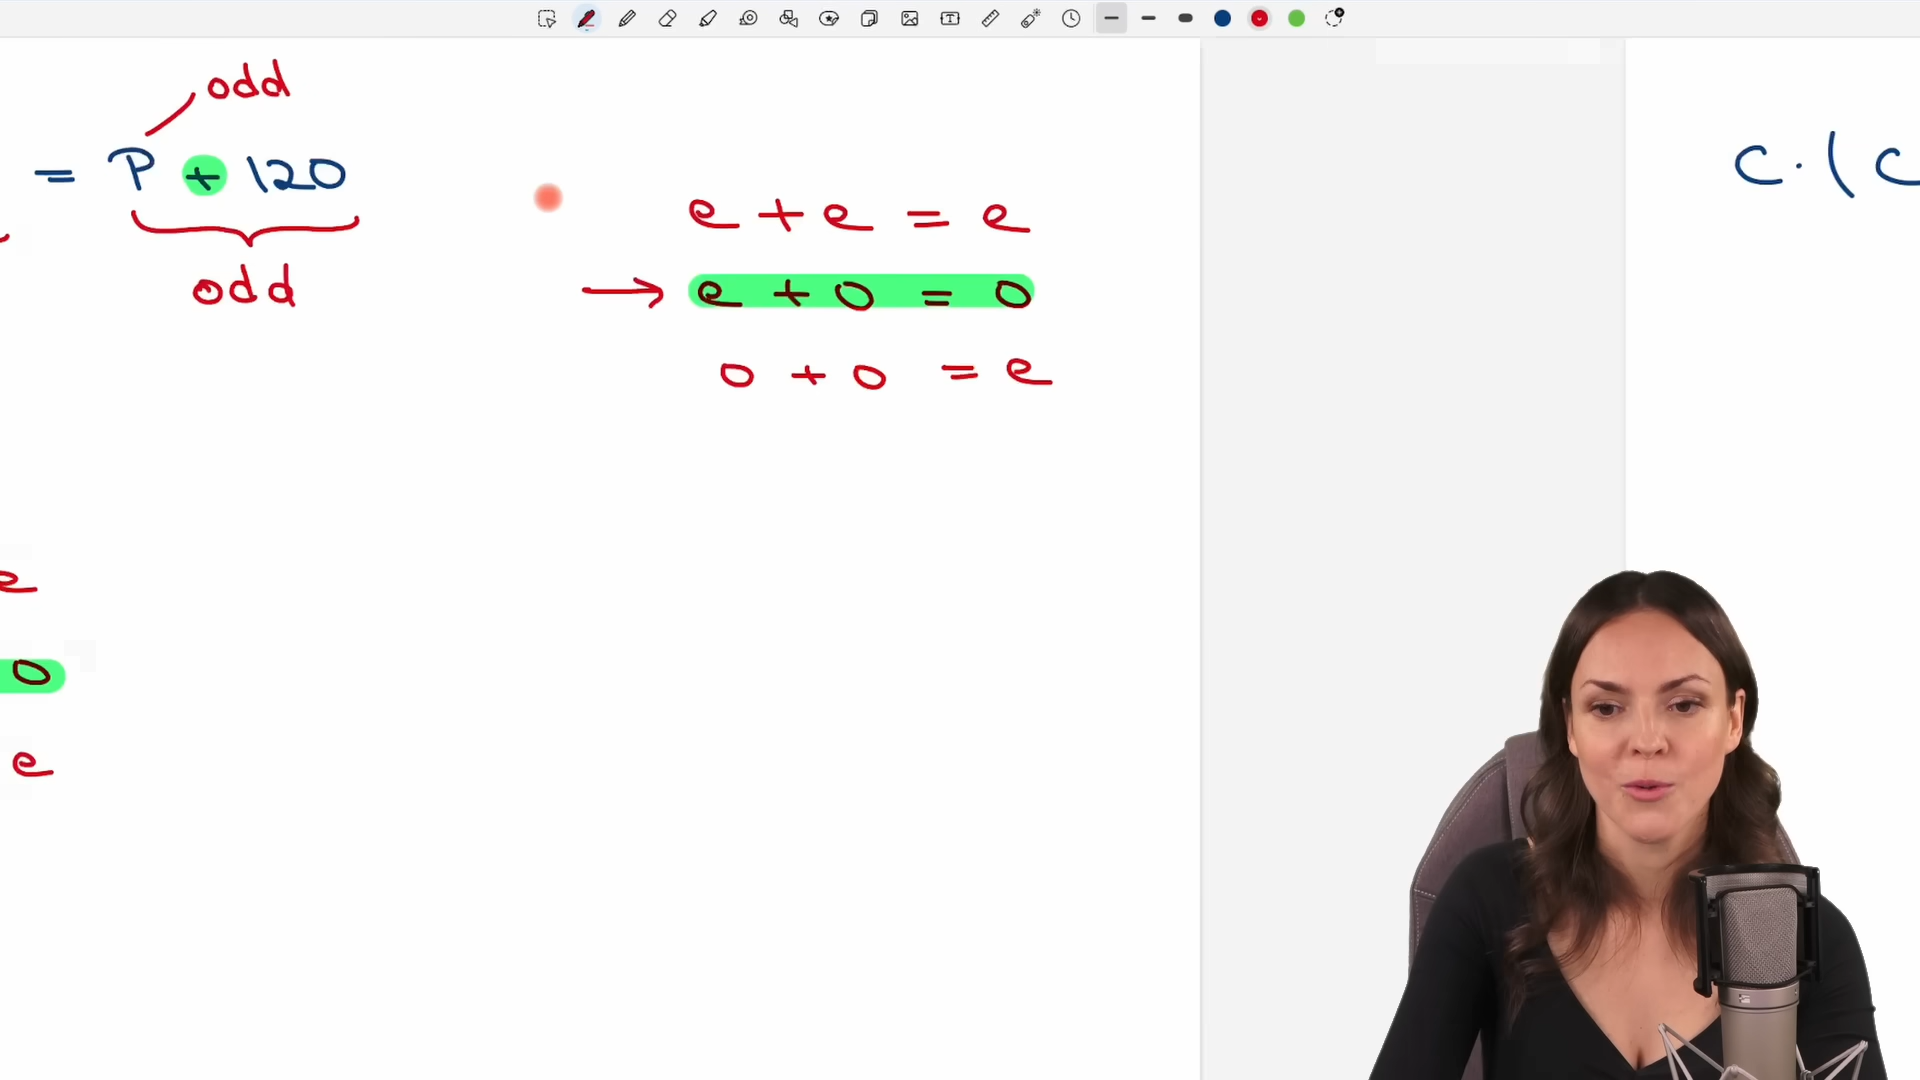 odd
= P + 120
odd
e + e = e
→ e + o = o
o + o = e
e
o
e
c · ( c